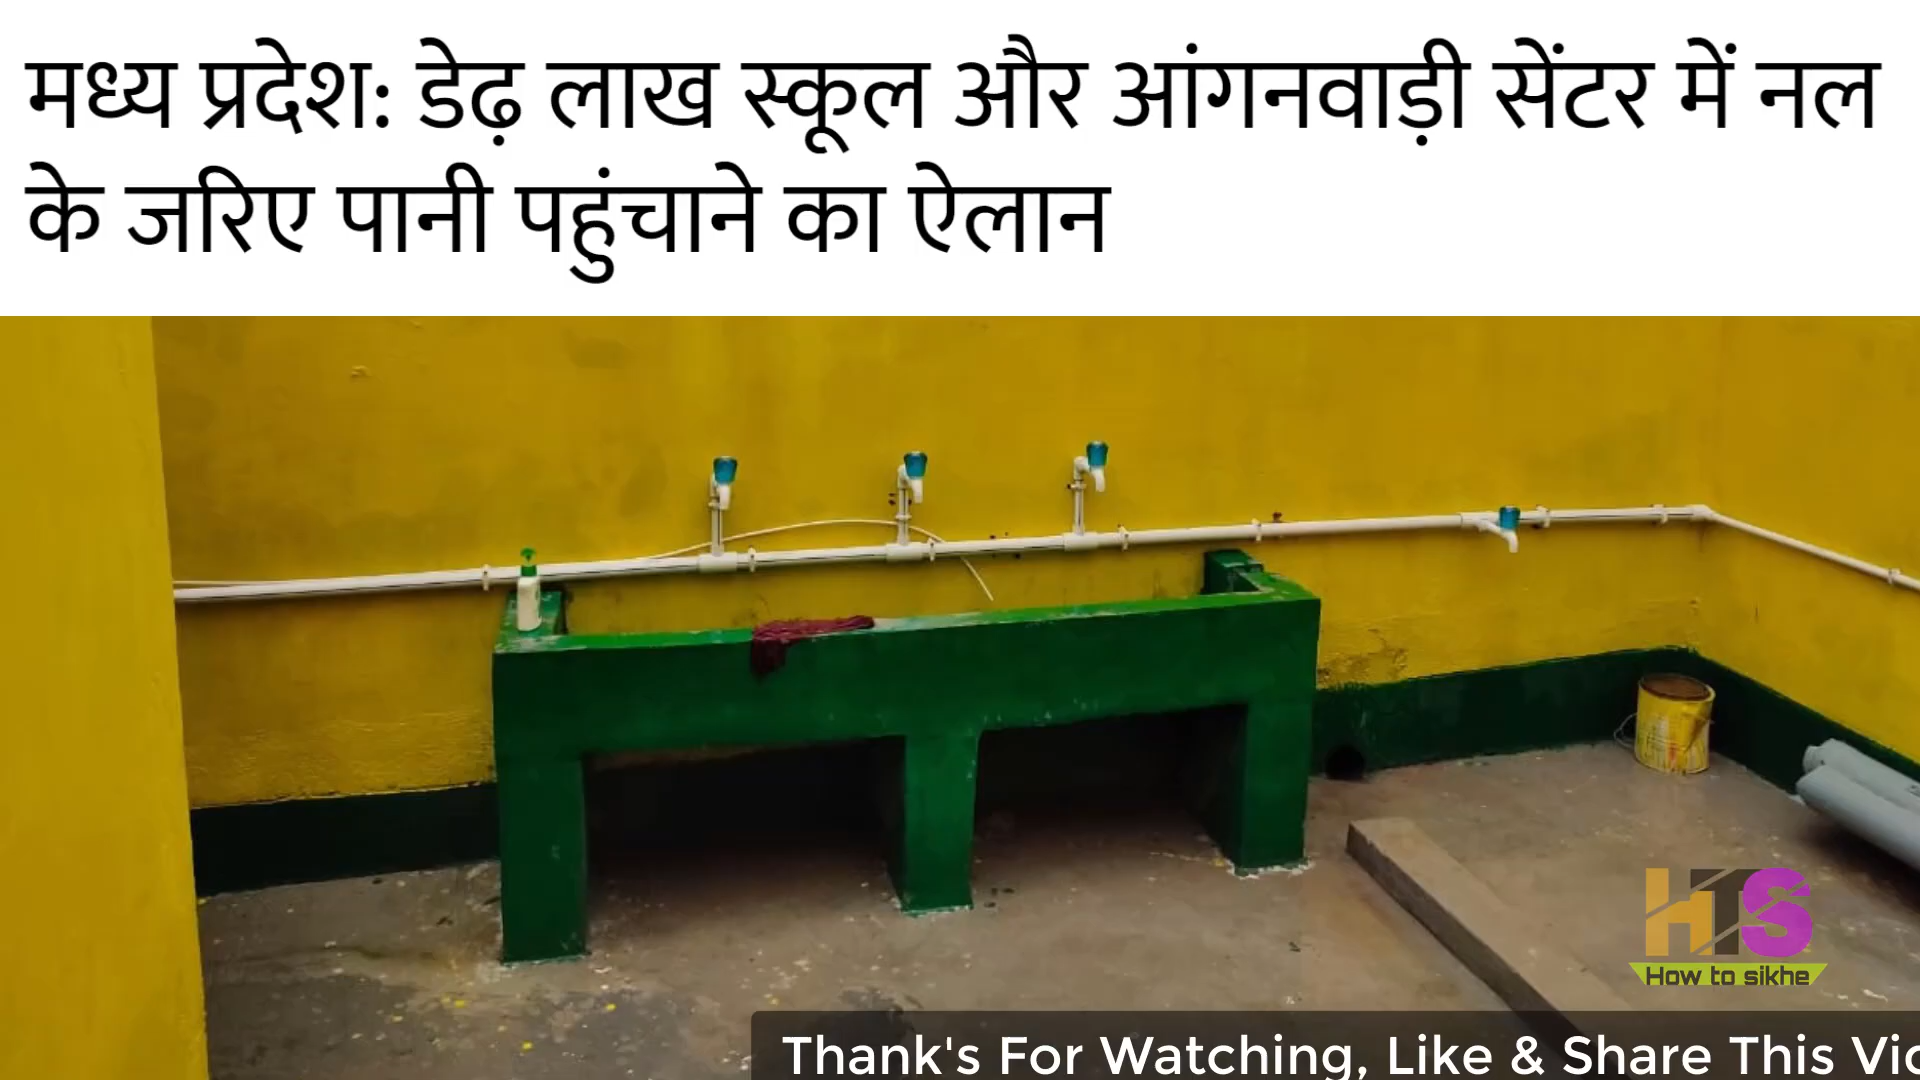 मध्य प्रदेश: डेढ़ लाख स्कूल और आंगनवाड़ी सेंटर में नल
के जरिए पानी पहुंचाने का ऐलान
HTS
How to sikhe
Thank's For Watching, Like & Share This